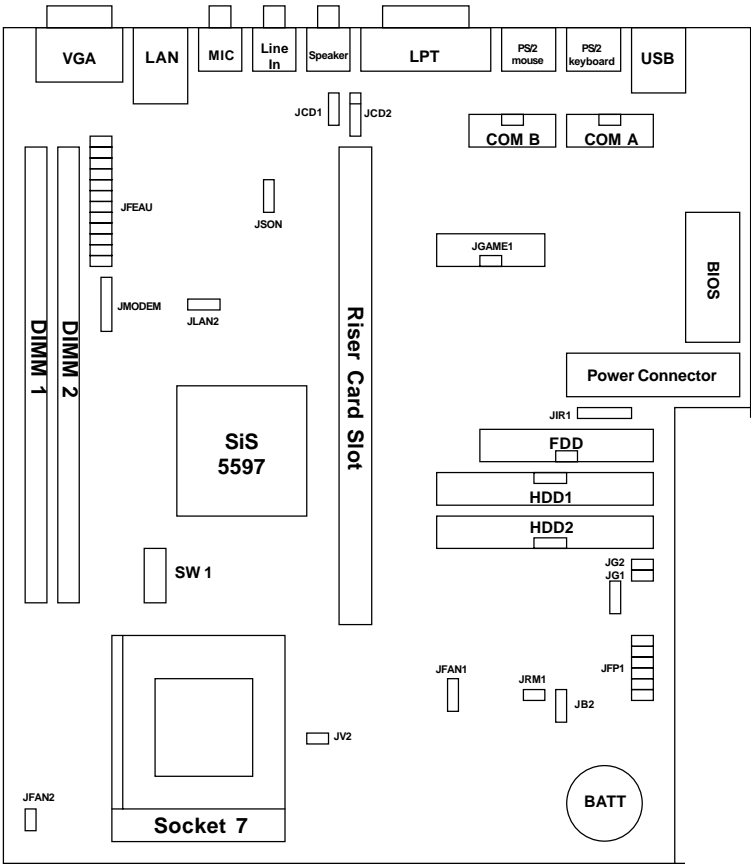 VGA
LAN
MIC
Line
In
Speaker
LPT
PS/2
mouse
PS/2
keyboard
USB
JCD1
JCD2
COM B
COM A
JFEAU
JSON
JGAME1
BIOS
JMODEM
JLAN2
DIMM 1
DIMM 2
Riser Card Slot
Power Connector
JIR1
FDD
SiS
5597
HDD1
HDD2
SW 1
JG2
JG1
JFAN1
JRM1
JFP1
JB2
JV2
JFAN2
BATT
Socket 7